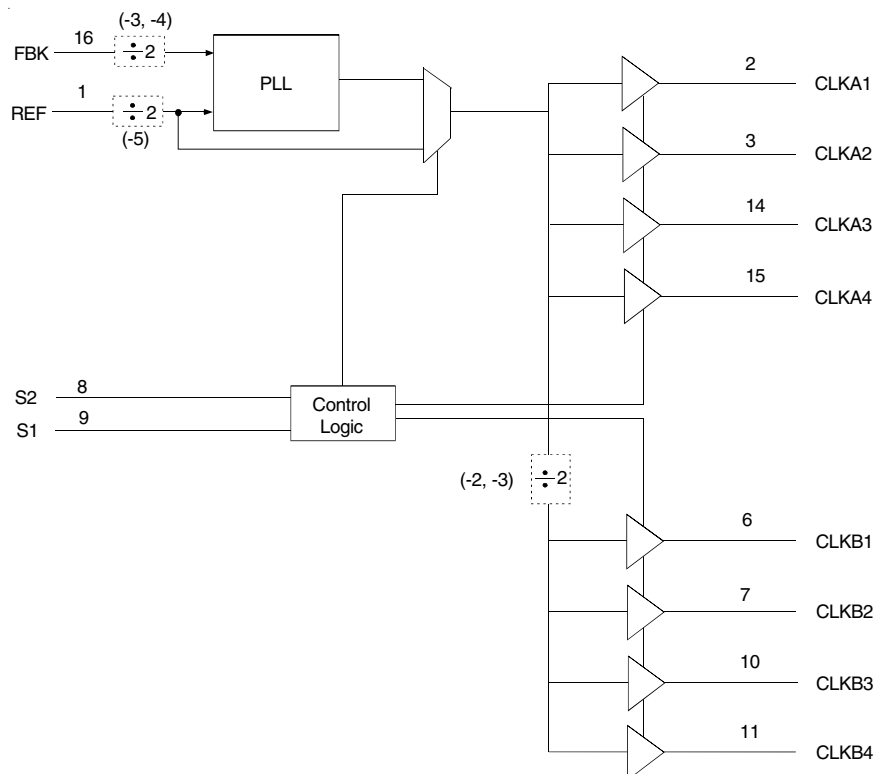 (-3, -4)
FBK 16 ÷2
PLL
2 CLKA1
REF 1 ÷2
(-5)
3 CLKA2
14 CLKA3
15 CLKA4
S2 8
S1 9
Control
Logic
(-2, -3) ÷2
6 CLKB1
7 CLKB2
10 CLKB3
11 CLKB4